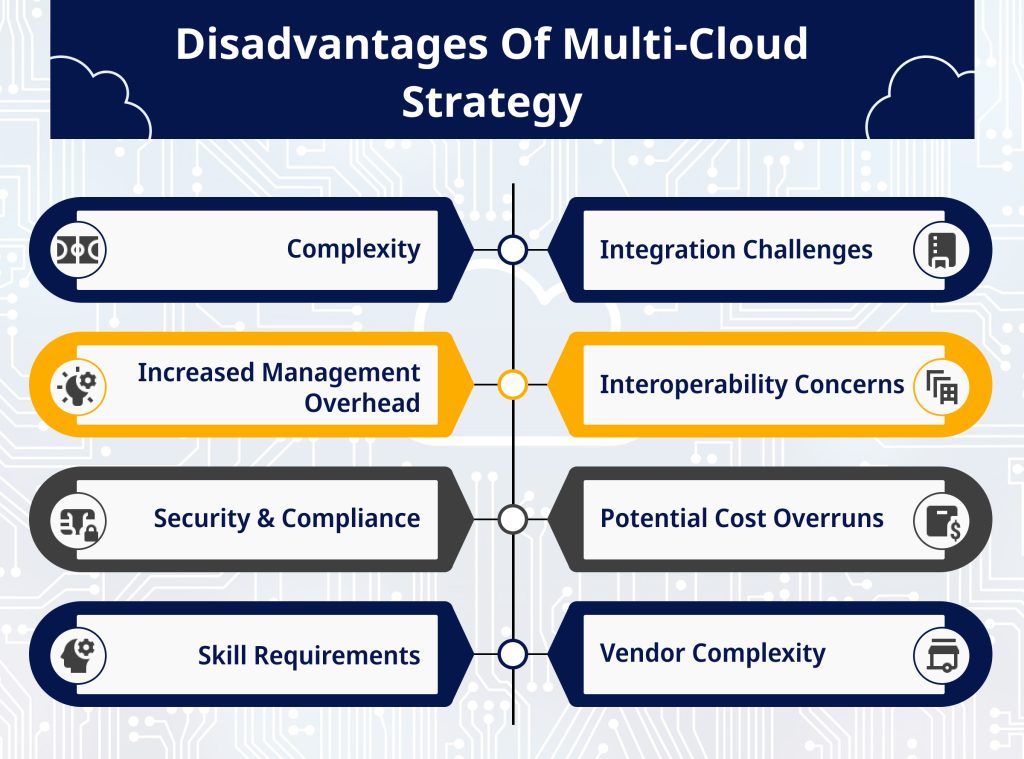 Disadvantages Of Multi-Cloud
Strategy
Complexity
Integration Challenges
Increased Management
Overhead
Interoperability Concerns
Security & Compliance
Potential Cost Overruns
Skill Requirements
Vendor Complexity